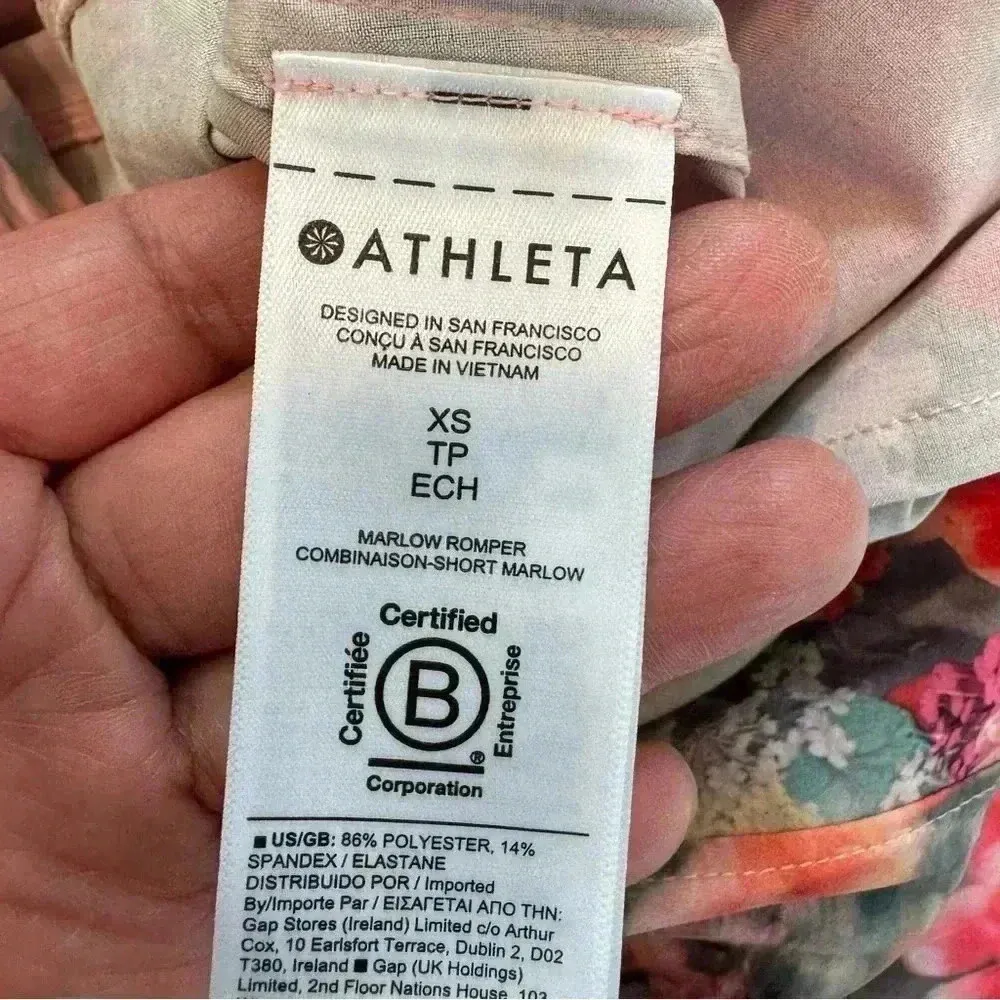 ATHLETA
DESIGNED IN SAN FRANCISCO
CONÇU À SAN FRANCISCO
MADE IN VIETNAM
XS
TP
ECH
MARLOW ROMPER
COMBINAISON-SHORT MARLOW
Certified
Certifiée
B
Entreprise
®
Corporation
■ US/GB: 86% POLYESTER, 14%
SPANDEX / ELASTANE
DISTRIBUIDO POR / Imported
By/Importe Par / ΕΙΣΑΓΕΤΑΙ ΑΠΟ ΤΗΝ:
Gap Stores (Ireland) Limited c/o Arthur
Cox, 10 Earlsfort Terrace, Dublin 2, D02
T380, Ireland ■ Gap (UK Holdings)
Limited, 2nd Floor Nations House, 103